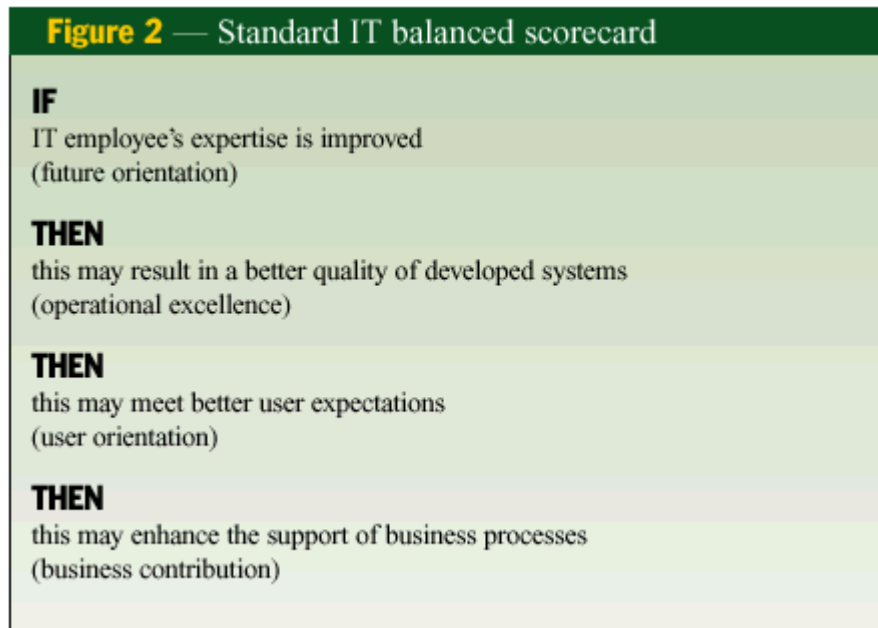 Figure 2 — Standard IT balanced scorecard
IF
IT employee's expertise is improved
(future orientation)
THEN
this may result in a better quality of developed systems
(operational excellence)
THEN
this may meet better user expectations
(user orientation)
THEN
this may enhance the support of business processes
(business contribution)